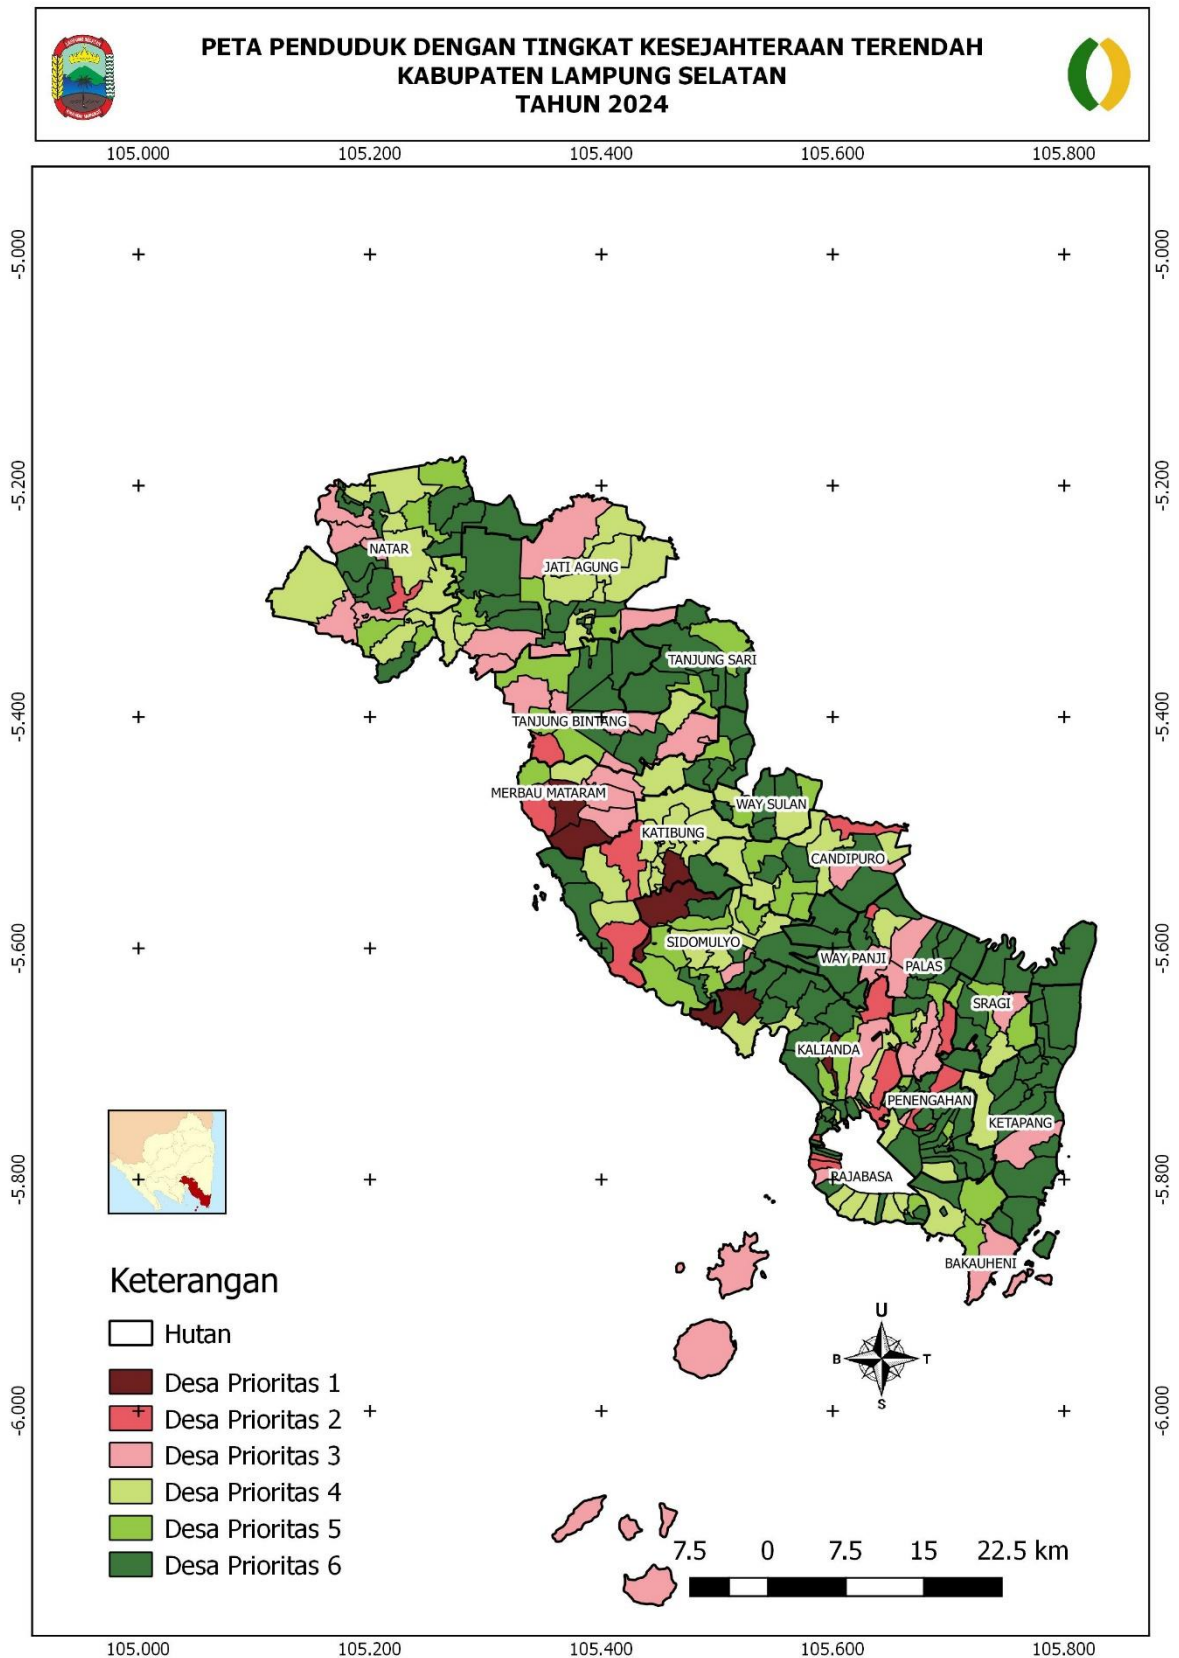 PETA PENDUDUK DENGAN TINGKAT KESEJAHTERAAN TERENDAH
KABUPATEN LAMPUNG SELATAN
TAHUN 2024
LAMPUNG SELATAN
105.000 105.200 105.400 105.600 105.800
-5.000 -5.000
-5.200 -5.200
NATAR
JATI AGUNG
TANJUNG SARI
-5.400 -5.400
TANJUNG BINTANG
MERBAU MATARAM
WAY SULAN
KATIBUNG
CANDIPURO
-5.600 -5.600
SIDOMULYO
WAY PANJI
PALAS
SRAGI
KALIANDA
PENENGAHAN
KETAPANG
-5.800 -5.800
RAJABASA
BAKAUHENI
Keterangan
Hutan
Desa Prioritas 1
Desa Prioritas 2
Desa Prioritas 3
Desa Prioritas 4
Desa Prioritas 5
Desa Prioritas 6
U
B T
S
-6.000 -6.000
7.5 0 7.5 15 22.5 km
105.000 105.200 105.400 105.600 105.800